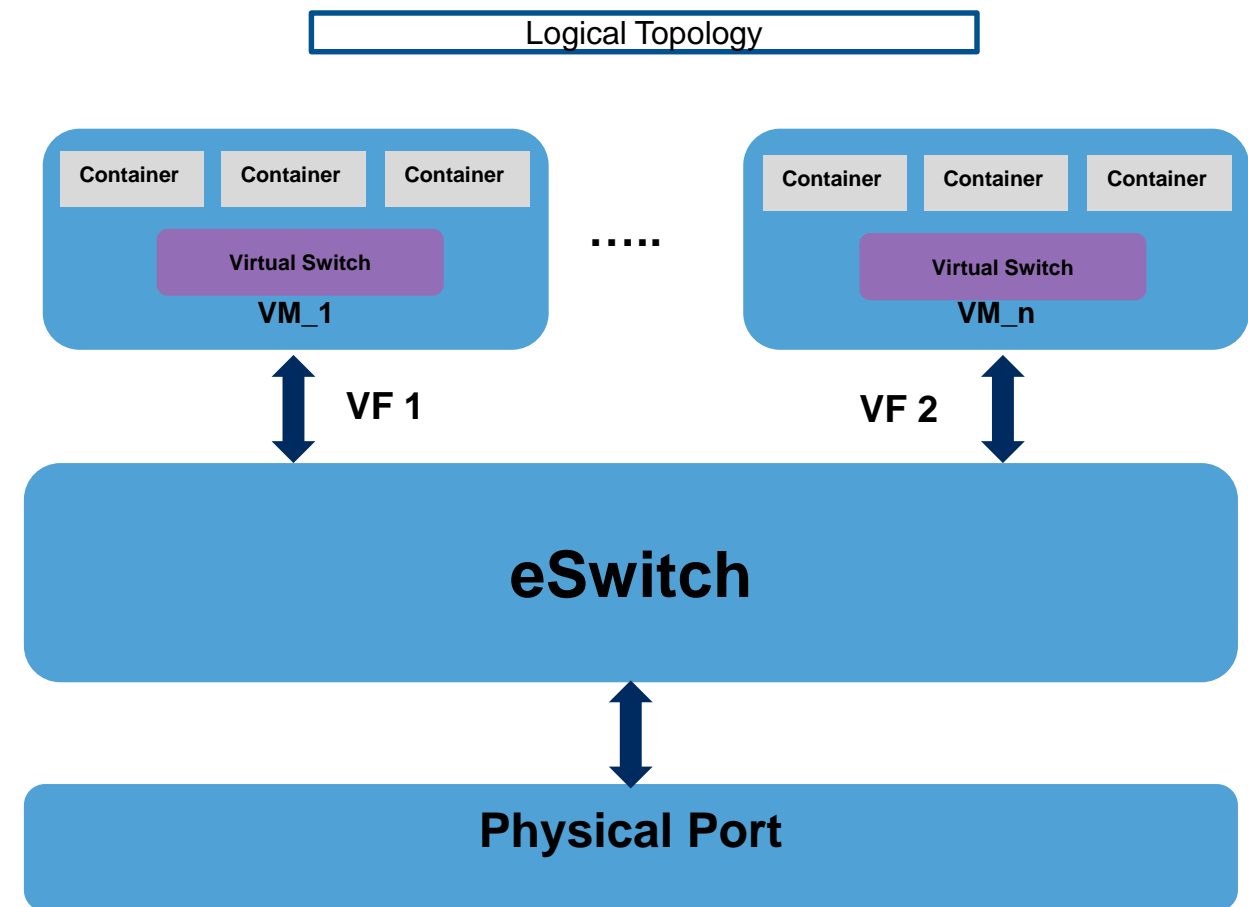 Logical Topology
Container Container Container
Virtual Switch
VM_1
.....
Container Container Container
Virtual Switch
VM_n
VF 1
VF 2
eSwitch
Physical Port